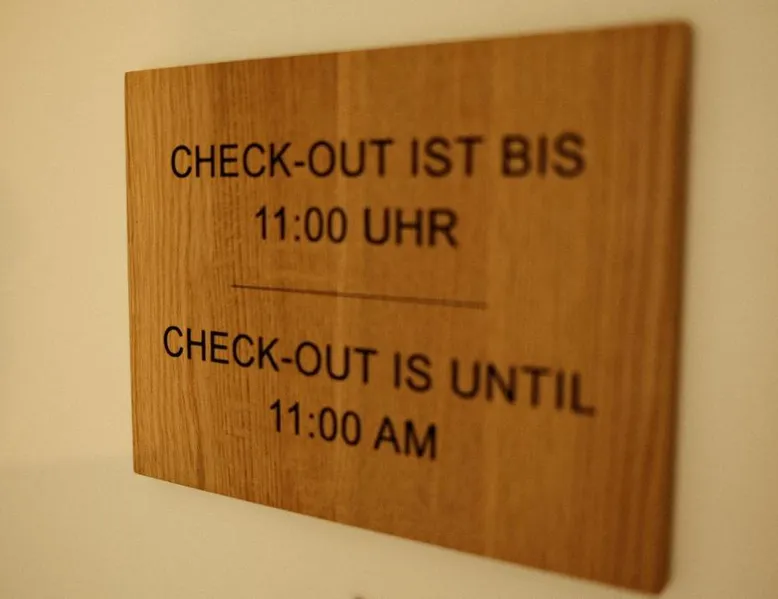 CHECK-OUT IST BIS
11:00 UHR
CHECK-OUT IS UNTIL
11:00 AM